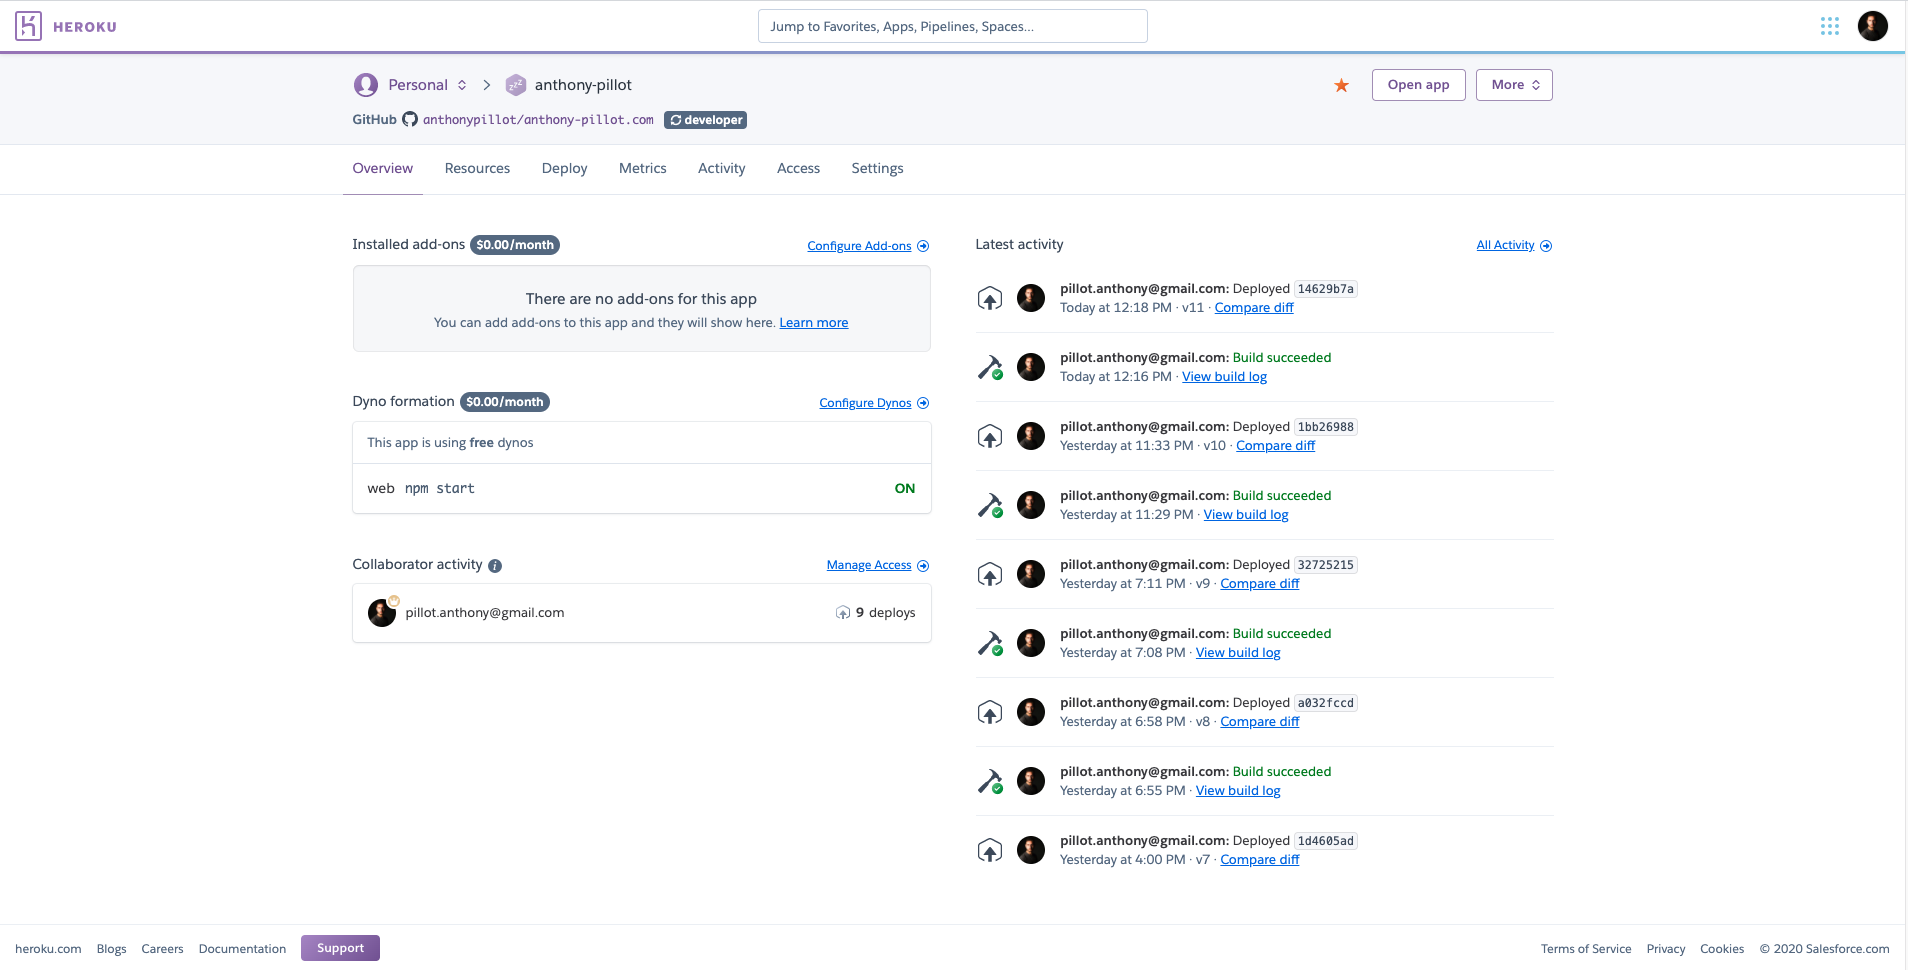 HEROKU
Jump to Favorites, Apps, Pipelines, Spaces...
Personal
anthony-pillot
Open app
More
GitHub anthonypillot/anthony-pillot.com developer
Overview Resources Deploy Metrics Activity Access Settings
Installed add-ons $0.00/month
Configure Add-ons
There are no add-ons for this app
You can add add-ons to this app and they will show here. Learn more
Dyno formation $0.00/month
Configure Dynos
This app is using free dynos
web npm start
ON
Collaborator activity
Manage Access
pillot.anthony@gmail.com
9 deploys
Latest activity
All Activity
pillot.anthony@gmail.com: Deployed 14629b7a
Today at 12:18 PM · v11 · Compare diff
pillot.anthony@gmail.com: Build succeeded
Today at 12:16 PM · View build log
pillot.anthony@gmail.com: Deployed 1bb26988
Yesterday at 11:33 PM · v10 · Compare diff
pillot.anthony@gmail.com: Build succeeded
Yesterday at 11:29 PM · View build log
pillot.anthony@gmail.com: Deployed 32725215
Yesterday at 7:11 PM · v9 · Compare diff
pillot.anthony@gmail.com: Build succeeded
Yesterday at 7:08 PM · View build log
pillot.anthony@gmail.com: Deployed a032fccd
Yesterday at 6:58 PM · v8 · Compare diff
pillot.anthony@gmail.com: Build succeeded
Yesterday at 6:55 PM · View build log
pillot.anthony@gmail.com: Deployed 1d4605ad
Yesterday at 4:00 PM · v7 · Compare diff
heroku.com Blogs Careers Documentation Support
Terms of Service Privacy Cookies © 2020 Salesforce.com